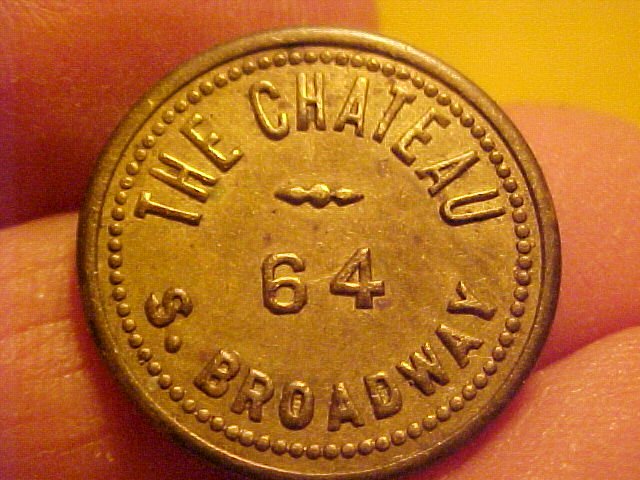 THE CHATEAU
64
S. BROADWAY